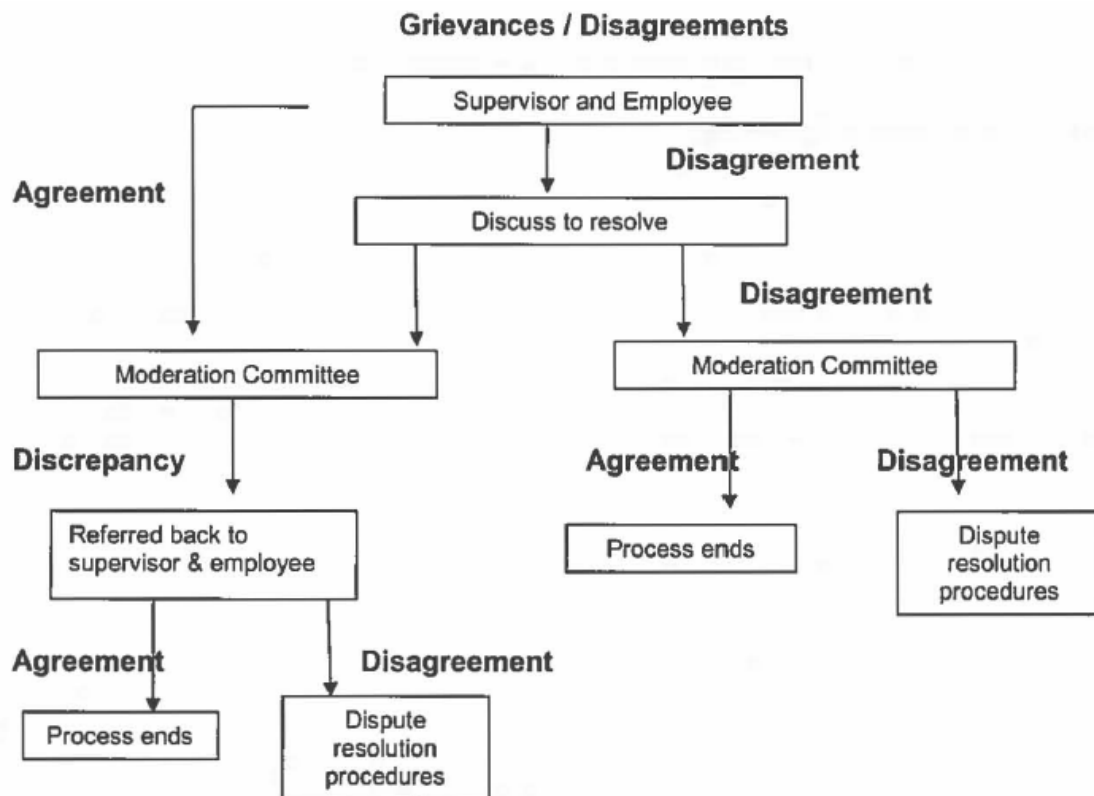 Grievances / Disagreements
Supervisor and Employee
Disagreement
Agreement
Discuss to resolve
Disagreement
Moderation Committee
Moderation Committee
Discrepancy
Agreement
Disagreement
Referred back to
supervisor & employee
Process ends
Dispute
resolution
procedures
Agreement
Disagreement
Process ends
Dispute
resolution
procedures